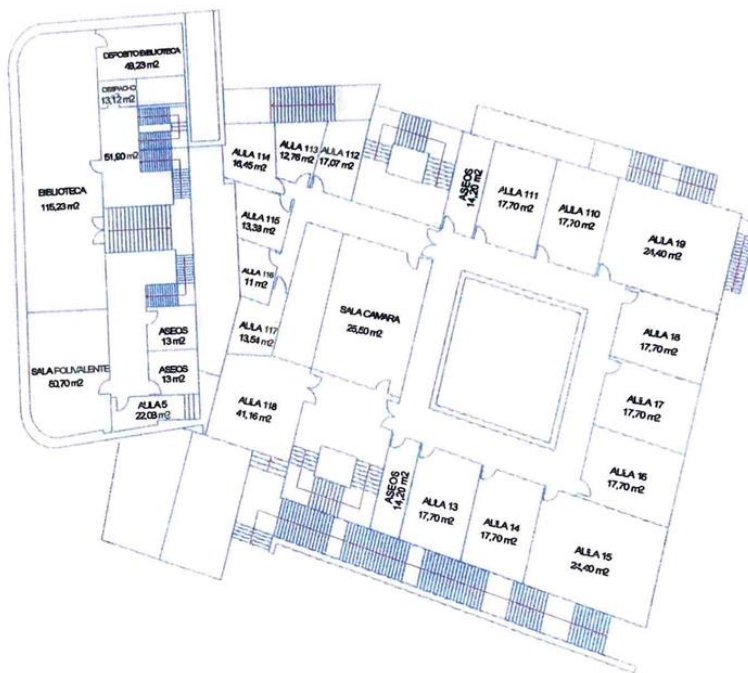 DEPOSITO BIBLIOTECA
48,23 m2
DESPACHO
13,12 m2
51,90 m2
BIBLIOTECA
115,23 m2
SALA POLIVALENTE
50,70 m2
ASEOS
13 m2
ASEOS
13 m2
AULA 5
22,08 m2
AULA 114
16,45 m2
AULA 113
12,76 m2
AULA 112
17,07 m2
AULA 115
13,38 m2
AULA 116
11 m2
AULA 117
13,54 m2
AULA 118
41,16 m2
SALA CAMARA
25,50 m2
ASEOS
14,20 m2
AULA 111
17,70 m2
AULA 110
17,70 m2
AULA 19
24,40 m2
AULA 18
17,70 m2
AULA 17
17,70 m2
AULA 16
17,70 m2
AULA 15
24,40 m2
AULA 14
17,70 m2
AULA 13
17,70 m2
ASEOS
14,20 m2